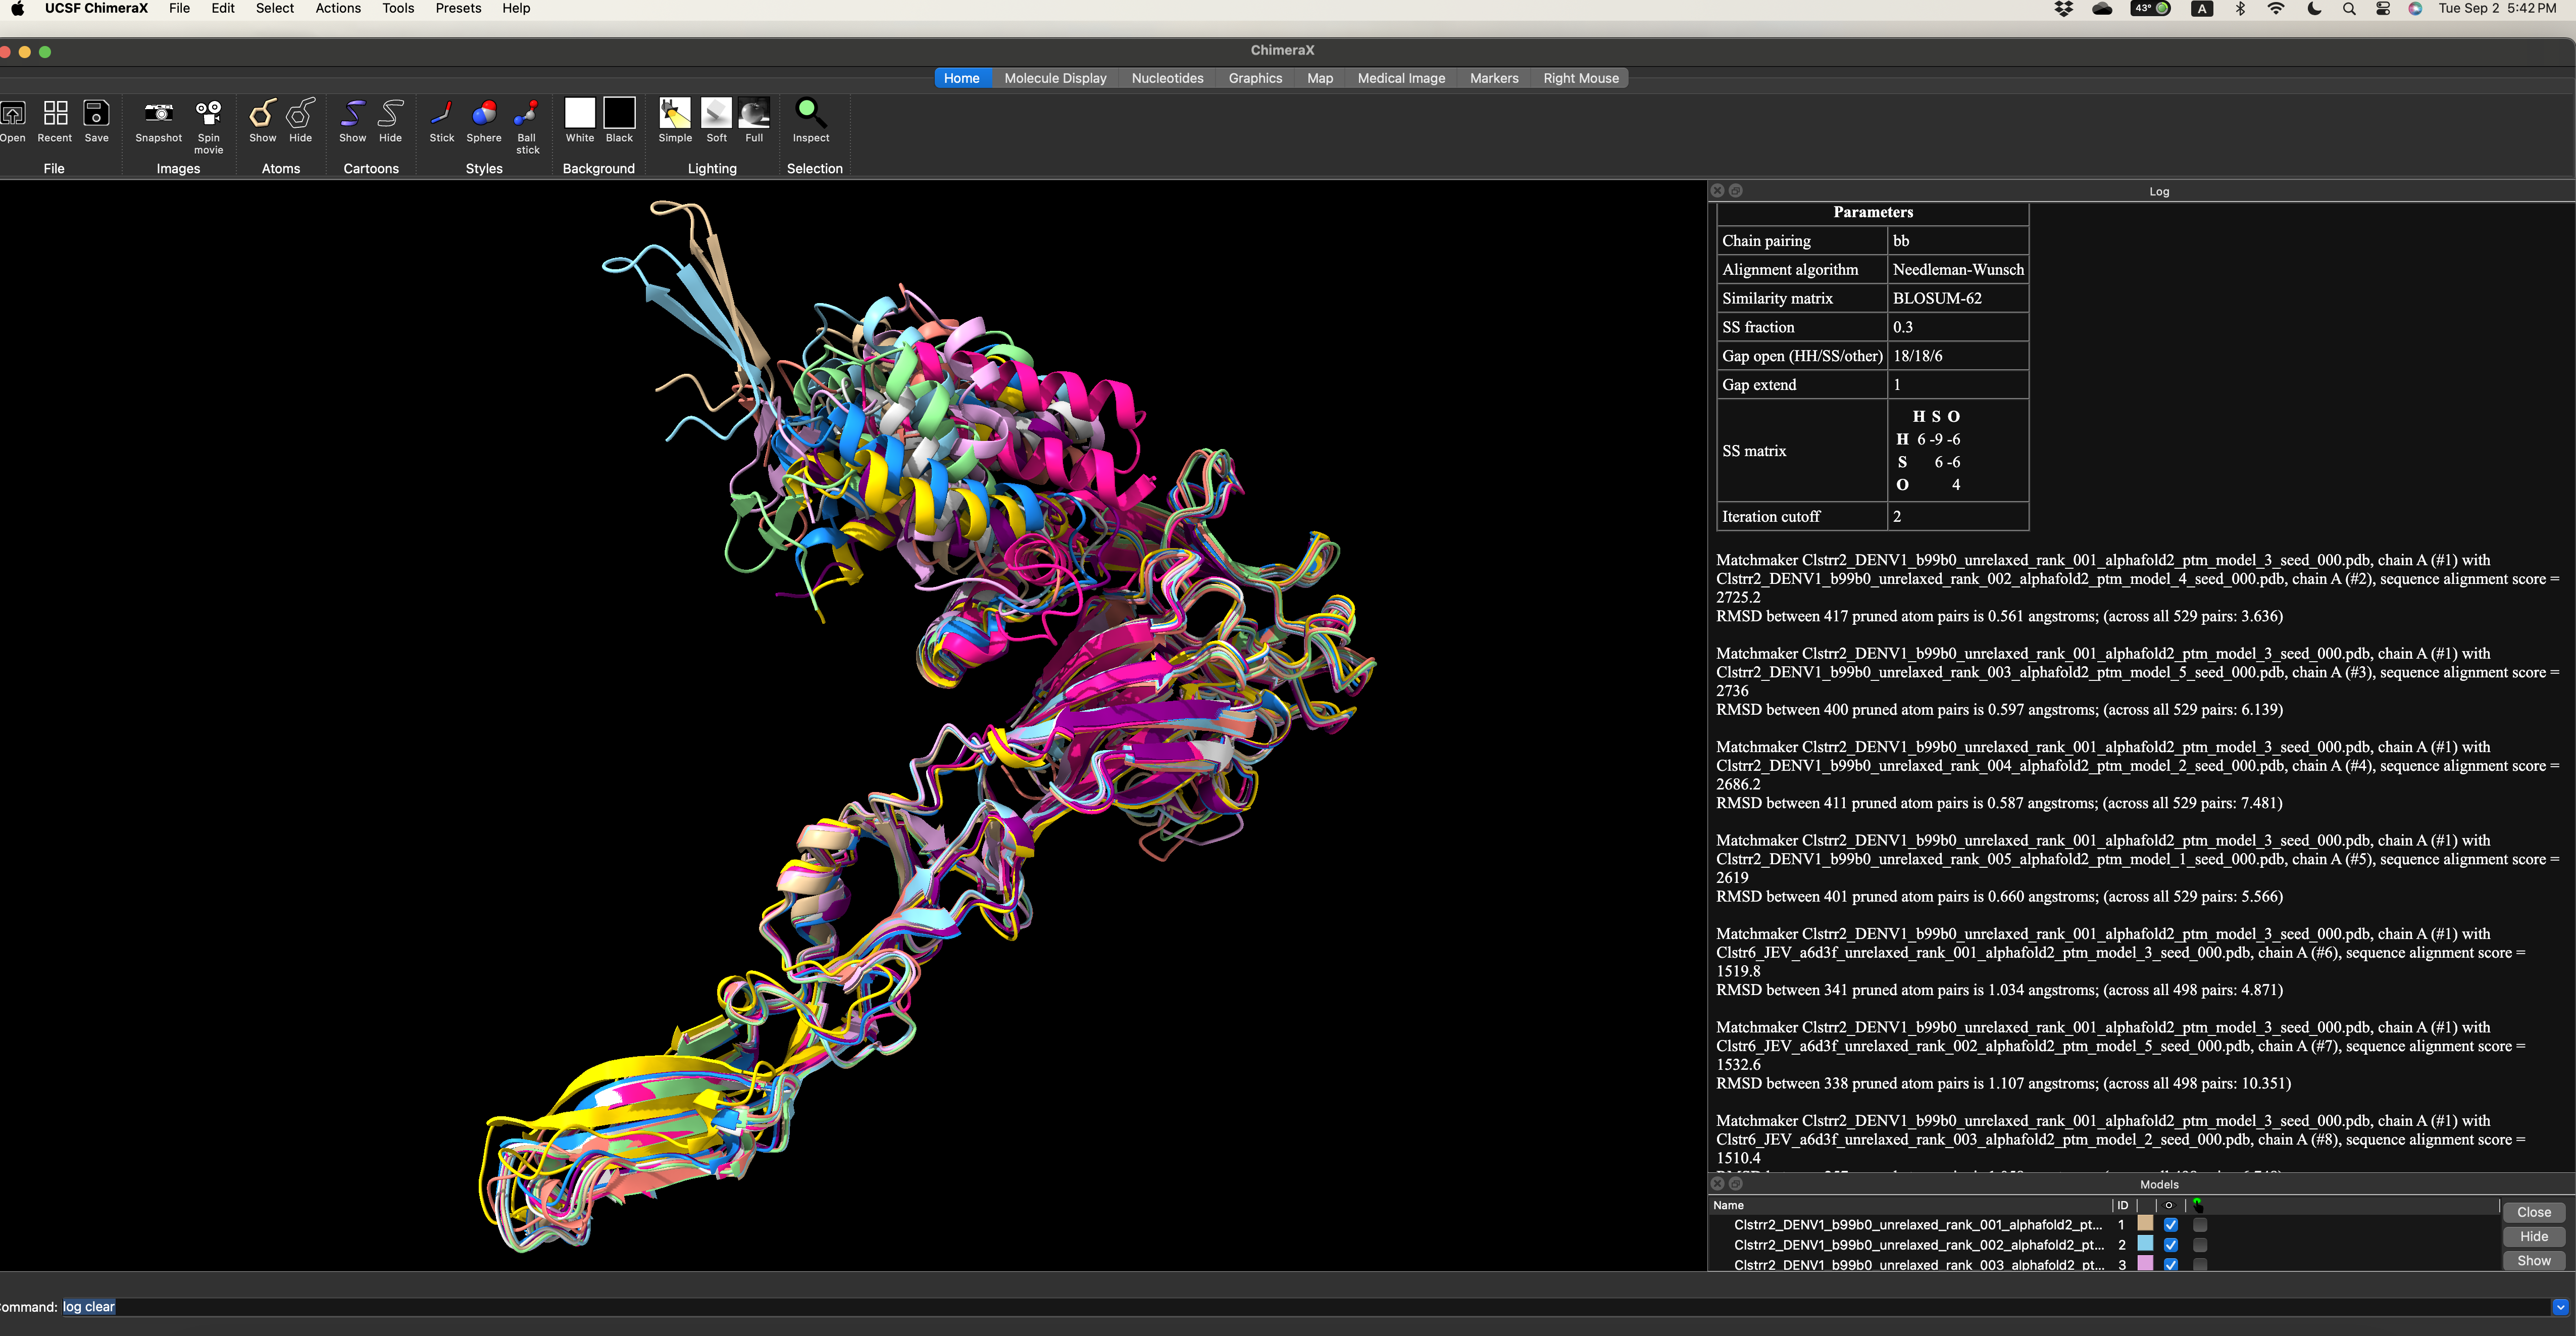 UCSF ChimeraX File Edit Select Actions Tools Presets Help
43° A Tue Sep 2 5:42 PM
ChimeraX
Home Molecule Display Nucleotides Graphics Map Medical Image Markers Right Mouse
Open Recent Save Snapshot Spin movie Show Hide Show Hide Stick Sphere Ball stick White Black Simple Soft Full Inspect
File Images Atoms Cartoons Styles Background Lighting Selection
Log
Parameters
Chain pairing bb
Alignment algorithm Needleman-Wunsch
Similarity matrix BLOSUM-62
SS fraction 0.3
Gap open (HH/SS/other) 18/18/6
Gap extend 1
SS matrix
H S O
H 6 -9 -6
S 6 -6
O 4
Iteration cutoff 2
Matchmaker Clstrr2_DENV1_b99b0_unrelaxed_rank_001_alphafold2_ptm_model_3_seed_000.pdb, chain A (#1) with
Clstrr2_DENV1_b99b0_unrelaxed_rank_002_alphafold2_ptm_model_4_seed_000.pdb, chain A (#2), sequence alignment score =
2725.2
RMSD between 417 pruned atom pairs is 0.561 angstroms; (across all 529 pairs: 3.636)
Matchmaker Clstrr2_DENV1_b99b0_unrelaxed_rank_001_alphafold2_ptm_model_3_seed_000.pdb, chain A (#1) with
Clstrr2_DENV1_b99b0_unrelaxed_rank_003_alphafold2_ptm_model_5_seed_000.pdb, chain A (#3), sequence alignment score =
2736
RMSD between 400 pruned atom pairs is 0.597 angstroms; (across all 529 pairs: 6.139)
Matchmaker Clstrr2_DENV1_b99b0_unrelaxed_rank_001_alphafold2_ptm_model_3_seed_000.pdb, chain A (#1) with
Clstrr2_DENV1_b99b0_unrelaxed_rank_004_alphafold2_ptm_model_2_seed_000.pdb, chain A (#4), sequence alignment score =
2686.2
RMSD between 411 pruned atom pairs is 0.587 angstroms; (across all 529 pairs: 7.481)
Matchmaker Clstrr2_DENV1_b99b0_unrelaxed_rank_001_alphafold2_ptm_model_3_seed_000.pdb, chain A (#1) with
Clstrr2_DENV1_b99b0_unrelaxed_rank_005_alphafold2_ptm_model_1_seed_000.pdb, chain A (#5), sequence alignment score =
2619
RMSD between 401 pruned atom pairs is 0.660 angstroms; (across all 529 pairs: 5.566)
Matchmaker Clstrr2_DENV1_b99b0_unrelaxed_rank_001_alphafold2_ptm_model_3_seed_000.pdb, chain A (#1) with
Clstr6_JEV_a6d3f_unrelaxed_rank_001_alphafold2_ptm_model_3_seed_000.pdb, chain A (#6), sequence alignment score =
1519.8
RMSD between 341 pruned atom pairs is 1.034 angstroms; (across all 498 pairs: 4.871)
Matchmaker Clstrr2_DENV1_b99b0_unrelaxed_rank_001_alphafold2_ptm_model_3_seed_000.pdb, chain A (#1) with
Clstr6_JEV_a6d3f_unrelaxed_rank_002_alphafold2_ptm_model_5_seed_000.pdb, chain A (#7), sequence alignment score =
1532.6
RMSD between 338 pruned atom pairs is 1.107 angstroms; (across all 498 pairs: 10.351)
Matchmaker Clstrr2_DENV1_b99b0_unrelaxed_rank_001_alphafold2_ptm_model_3_seed_000.pdb, chain A (#1) with
Clstr6_JEV_a6d3f_unrelaxed_rank_003_alphafold2_ptm_model_2_seed_000.pdb, chain A (#8), sequence alignment score =
1510.4
Models
Name ID
Clstrr2_DENV1_b99b0_unrelaxed_rank_001_alphafold2_pt... 1
Clstrr2_DENV1_b99b0_unrelaxed_rank_002_alphafold2_pt... 2
Clstrr2_DENV1_b99b0_unrelaxed_rank_003_alphafold2_pt... 3
Close
Hide
Show
ommand: log clear